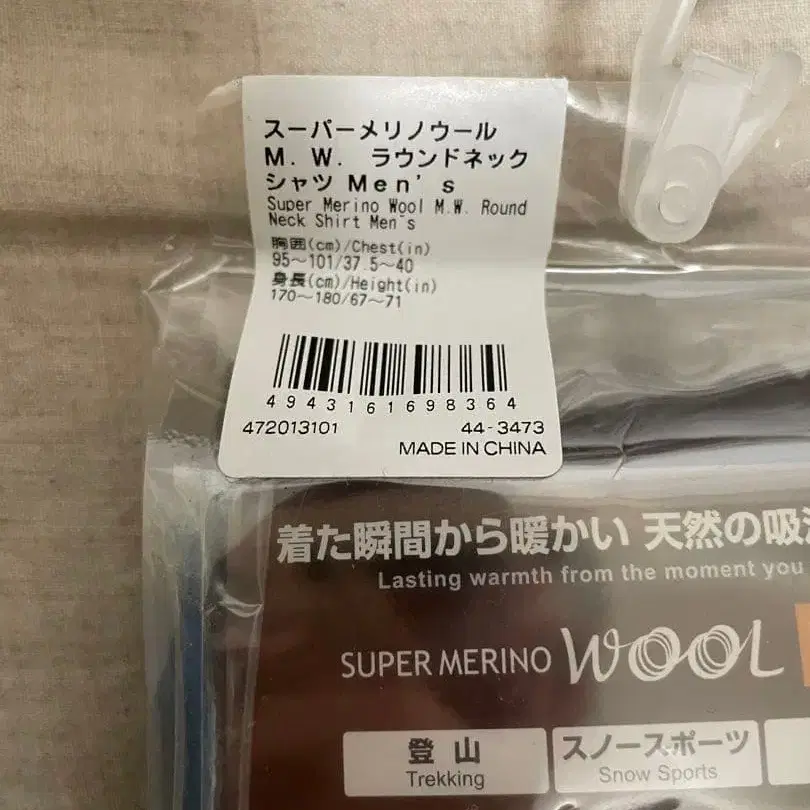 スーパーメリノウール
M.W. ラウンドネック
シャツ Men's
Super Merino Wool M.W. Round
Neck Shirt Men's
胸囲(cm)/Chest(in)
95～101/37.5～40
身長(cm)/Height(in)
170～180/67～71
4943161698364
472013101 44-3473
MADE IN CHINA
着た瞬間から暖かい 天然の吸
Lasting warmth from the moment you
SUPER MERINO WOOL
登山 スノースポーツ
Trekking Snow Sports